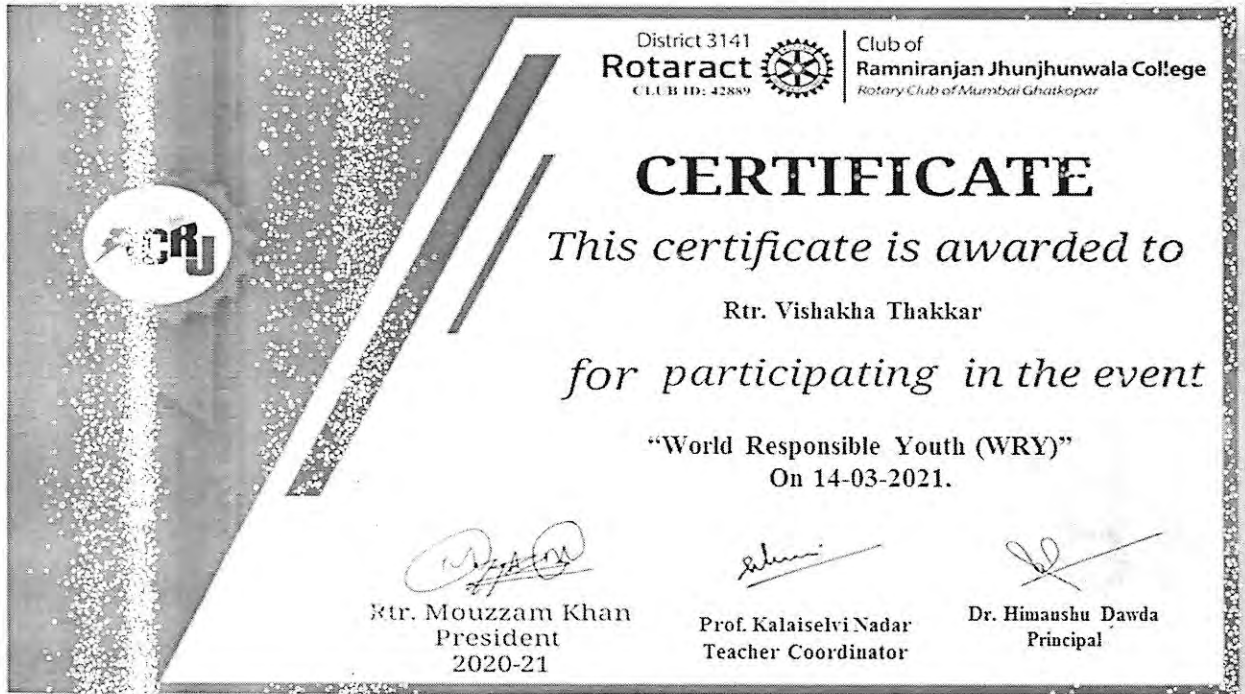 District 3141
Rotaract
CLUB ID: 42889
Club of
Ramniranjan Jhunjhunwala College
Rotary Club of Mumbai Ghatkopar
CERTIFICATE
This certificate is awarded to
Rtr. Vishakha Thakkar
for participating in the event
“World Responsible Youth (WRY)”
On 14-03-2021.
Rtr. Mouzzam Khan
President
2020-21
Prof. Kalaiselvi Nadar
Teacher Coordinator
Dr. Himanshu Dawda
Principal